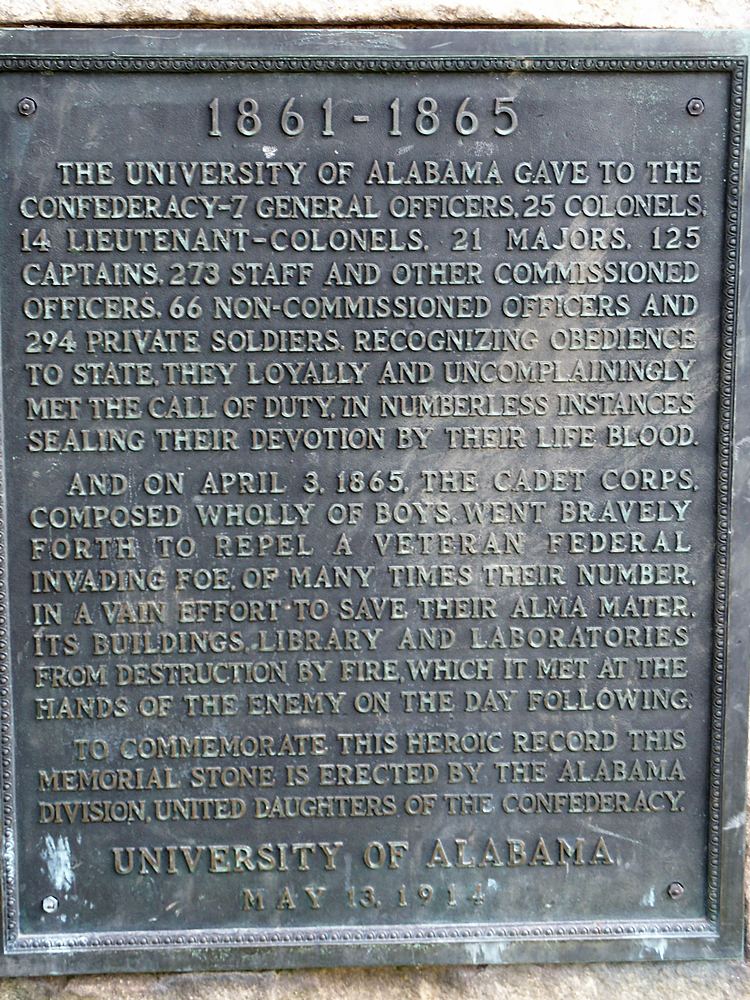 1861-1865
THE UNIVERSITY OF ALABAMA GAVE TO THE
CONFEDERACY-7 GENERAL OFFICERS, 25 COLONELS,
14 LIEUTENANT-COLONELS, 21 MAJORS, 125
CAPTAINS, 273 STAFF AND OTHER COMMISSIONED
OFFICERS, 66 NON-COMMISSIONED OFFICERS AND
294 PRIVATE SOLDIERS. RECOGNIZING OBEDIENCE
TO STATE, THEY LOYALLY AND UNCOMPLAININGLY
MET THE CALL OF DUTY, IN NUMBERLESS INSTANCES
SEALING THEIR DEVOTION BY THEIR LIFE BLOOD.
AND ON APRIL 3, 1865, THE CADET CORPS,
COMPOSED WHOLLY OF BOYS, WENT BRAVELY
FORTH TO REPEL A VETERAN FEDERAL
INVADING FOE, OF MANY TIMES THEIR NUMBER,
IN A VAIN EFFORT TO SAVE THEIR ALMA MATER,
ITS BUILDINGS, LIBRARY AND LABORATORIES
FROM DESTRUCTION BY FIRE, WHICH IT MET AT THE
HANDS OF THE ENEMY ON THE DAY FOLLOWING.
TO COMMEMORATE THIS HEROIC RECORD THIS
MEMORIAL STONE IS ERECTED BY THE ALABAMA
DIVISION, UNITED DAUGHTERS OF THE CONFEDERACY.
UNIVERSITY OF ALABAMA
MAY 13, 1914